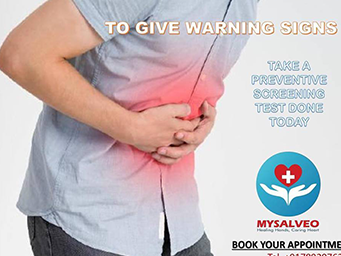 TO GIVE WARNING SIGNS
TAKE A
PREVENTIVE
SCREENING
TEST DONE
TODAY
MYSALVEO
Healing Hands, Caring Heart
BOOK YOUR APPOINTME